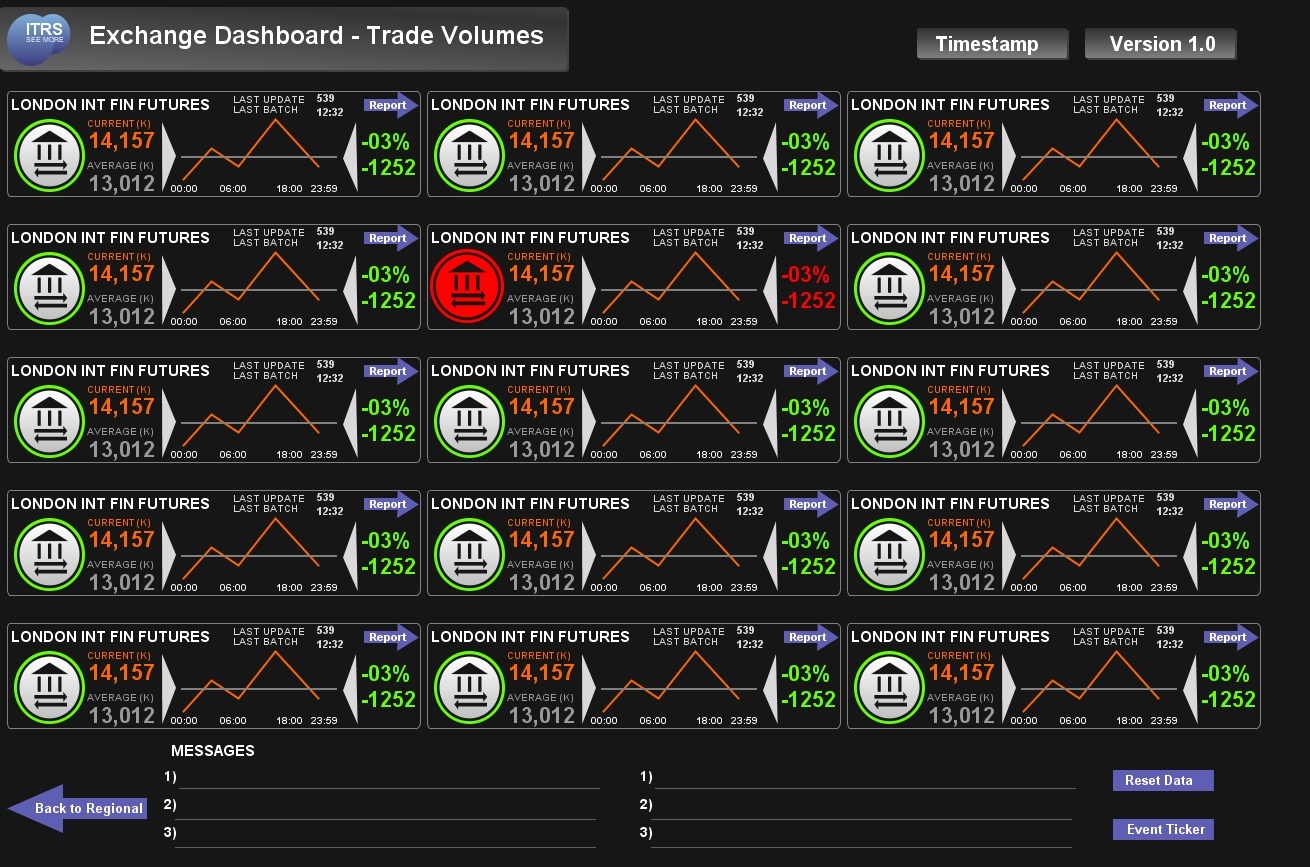 ITRS
SEE MORE
Exchange Dashboard - Trade Volumes
Timestamp
Version 1.0
LONDON INT FIN FUTURES
LAST UPDATE 539
LAST BATCH 12:32
Report
CURRENT(K)
14,157
AVERAGE (K)
13,012
00:00 06:00 18:00 23:59
-03%
-1252
LONDON INT FIN FUTURES
LAST UPDATE 539
LAST BATCH 12:32
Report
CURRENT(K)
14,157
AVERAGE (K)
13,012
00:00 06:00 18:00 23:59
-03%
-1252
LONDON INT FIN FUTURES
LAST UPDATE 539
LAST BATCH 12:32
Report
CURRENT(K)
14,157
AVERAGE (K)
13,012
00:00 06:00 18:00 23:59
-03%
-1252
LONDON INT FIN FUTURES
LAST UPDATE 539
LAST BATCH 12:32
Report
CURRENT(K)
14,157
AVERAGE (K)
13,012
00:00 06:00 18:00 23:59
-03%
-1252
LONDON INT FIN FUTURES
LAST UPDATE 539
LAST BATCH 12:32
Report
CURRENT(K)
14,157
AVERAGE (K)
13,012
00:00 06:00 18:00 23:59
-03%
-1252
LONDON INT FIN FUTURES
LAST UPDATE 539
LAST BATCH 12:32
Report
CURRENT(K)
14,157
AVERAGE (K)
13,012
00:00 06:00 18:00 23:59
-03%
-1252
LONDON INT FIN FUTURES
LAST UPDATE 539
LAST BATCH 12:32
Report
CURRENT(K)
14,157
AVERAGE (K)
13,012
00:00 06:00 18:00 23:59
-03%
-1252
LONDON INT FIN FUTURES
LAST UPDATE 539
LAST BATCH 12:32
Report
CURRENT(K)
14,157
AVERAGE (K)
13,012
00:00 06:00 18:00 23:59
-03%
-1252
LONDON INT FIN FUTURES
LAST UPDATE 539
LAST BATCH 12:32
Report
CURRENT(K)
14,157
AVERAGE (K)
13,012
00:00 06:00 18:00 23:59
-03%
-1252
LONDON INT FIN FUTURES
LAST UPDATE 539
LAST BATCH 12:32
Report
CURRENT(K)
14,157
AVERAGE (K)
13,012
00:00 06:00 18:00 23:59
-03%
-1252
LONDON INT FIN FUTURES
LAST UPDATE 539
LAST BATCH 12:32
Report
CURRENT(K)
14,157
AVERAGE (K)
13,012
00:00 06:00 18:00 23:59
-03%
-1252
LONDON INT FIN FUTURES
LAST UPDATE 539
LAST BATCH 12:32
Report
CURRENT(K)
14,157
AVERAGE (K)
13,012
00:00 06:00 18:00 23:59
-03%
-1252
LONDON INT FIN FUTURES
LAST UPDATE 539
LAST BATCH 12:32
Report
CURRENT(K)
14,157
AVERAGE (K)
13,012
00:00 06:00 18:00 23:59
-03%
-1252
LONDON INT FIN FUTURES
LAST UPDATE 539
LAST BATCH 12:32
Report
CURRENT(K)
14,157
AVERAGE (K)
13,012
00:00 06:00 18:00 23:59
-03%
-1252
LONDON INT FIN FUTURES
LAST UPDATE 539
LAST BATCH 12:32
Report
CURRENT(K)
14,157
AVERAGE (K)
13,012
00:00 06:00 18:00 23:59
-03%
-1252
MESSAGES
Back to Regional
1)
2)
3)
1)
2)
3)
Reset Data
Event Ticker